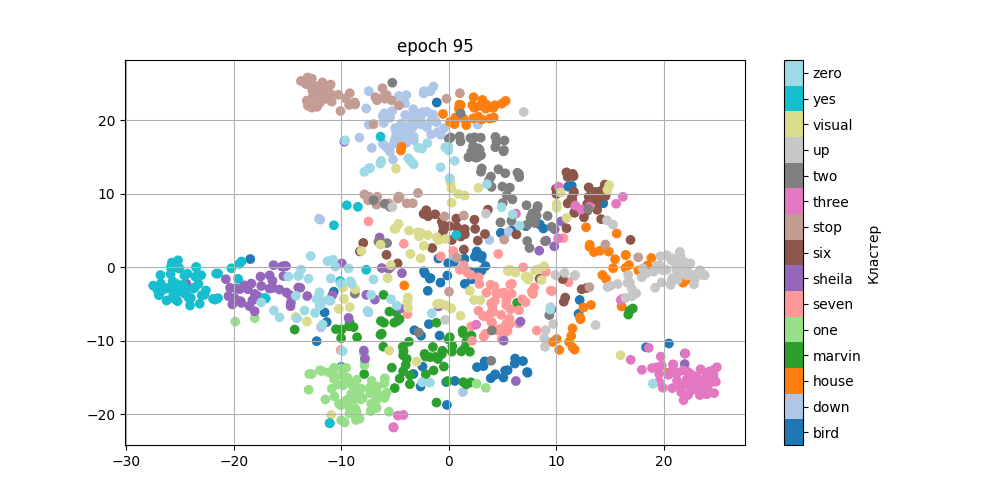 epoch 95
20
10
0
−10
−20
−30
−20
−10
0
10
20
zero
yes
visual
up
two
three
stop
six
sheila
seven
one
marvin
house
down
bird
Кластер